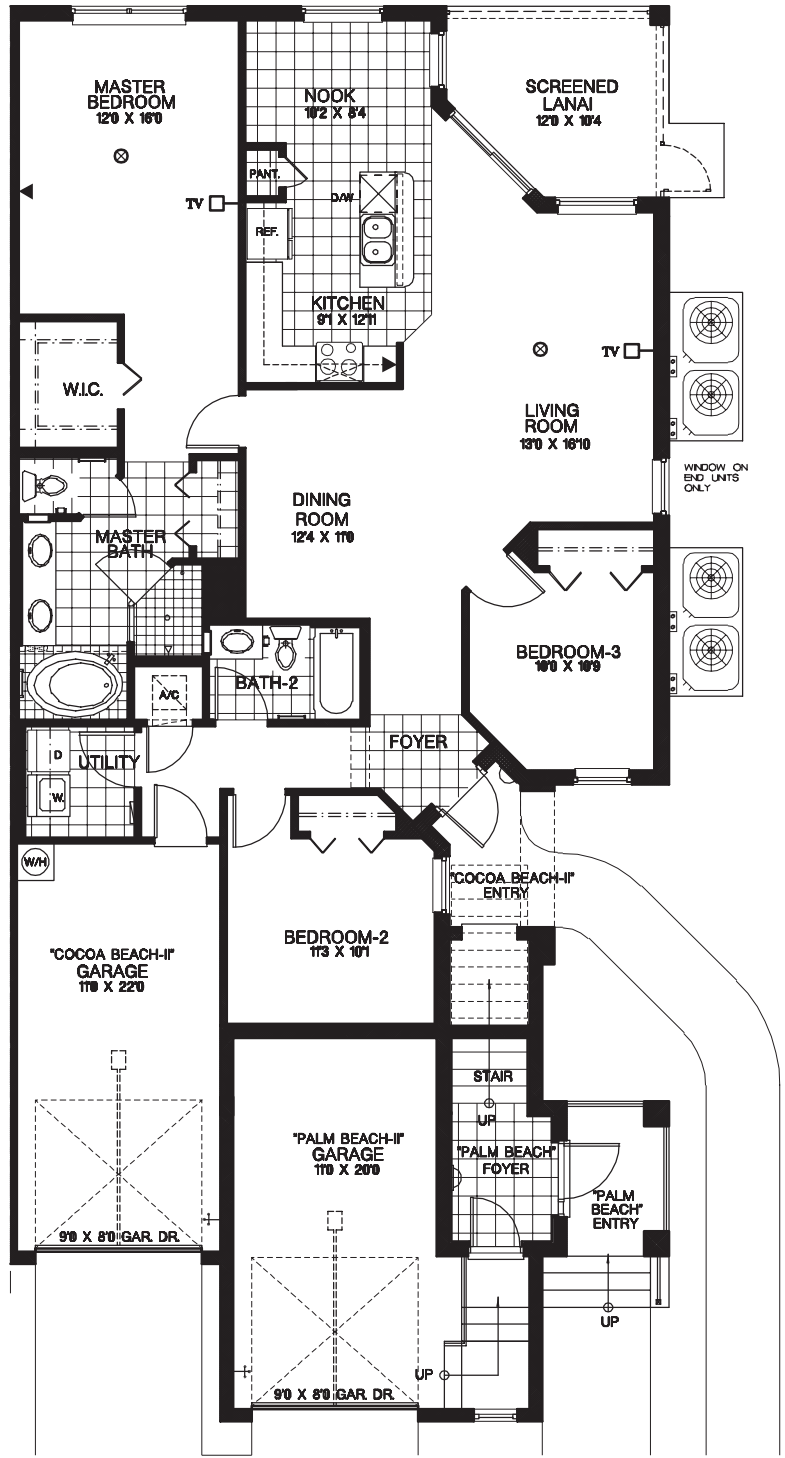 MASTER
BEDROOM
12'0 X 16'0
NOOK
10'2 X 8'4
SCREENED
LANAI
12'0 X 10'4
PANT.
D/W
TV
REF.
KITCHEN
9'1 X 12'11
TV
W.I.C.
LIVING
ROOM
13'0 X 16'10
WINDOW ON
END UNITS
ONLY
DINING
ROOM
12'4 X 11'0
MASTER
BATH
BEDROOM-3
10'0 X 10'9
BATH-2
A/C
FOYER
D
UTILITY
W.
W/H
"COCOA BEACH-II"
ENTRY
BEDROOM-2
11'3 X 10'1
"COCOA BEACH-II"
GARAGE
11'0 X 22'0
STAIR
UP
"PALM BEACH-II"
GARAGE
11'0 X 20'0
"PALM BEACH"
FOYER
"PALM
BEACH"
ENTRY
9'0 X 8'0 GAR. DR.
UP
UP
9'0 X 8'0 GAR. DR.